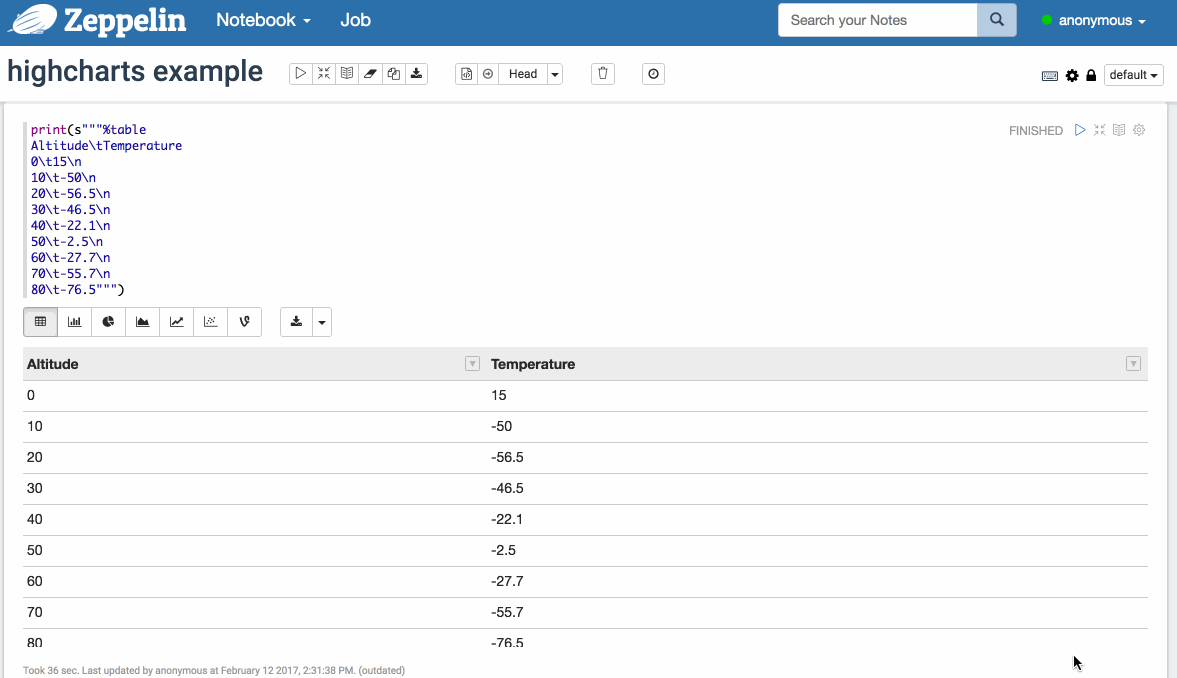 Zeppelin Notebook Job Search your Notes anonymous
highcharts example Head default
print(s"""%table
Altitude\tTemperature
0\t15\n
10\t-50\n
20\t-56.5\n
30\t-46.5\n
40\t-22.1\n
50\t-2.5\n
60\t-27.7\n
70\t-55.7\n
80\t-76.5""")
FINISHED
Altitude Temperature
0 15
10 -50
20 -56.5
30 -46.5
40 -22.1
50 -2.5
60 -27.7
70 -55.7
80 -76.5
Took 36 sec. Last updated by anonymous at February 12 2017, 2:31:38 PM. (outdated)